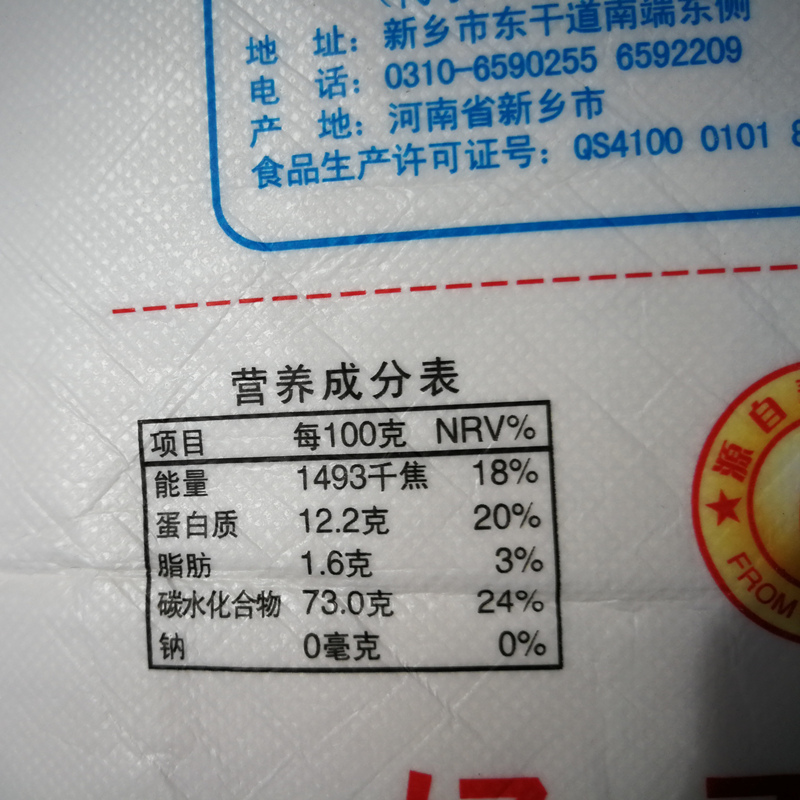 地 址：新乡市东干道南端东侧
电 话：0310-6590255 6592209
产 地：河南省新乡市
食品生产许可证号：QS4100 0101
营养成分表
项目 每100克 NRV%
能量 1493千焦 18%
蛋白质 12.2克 20%
脂肪 1.6克 3%
碳水化合物 73.0克 24%
钠 0毫克 0%
★ 源自
FROM